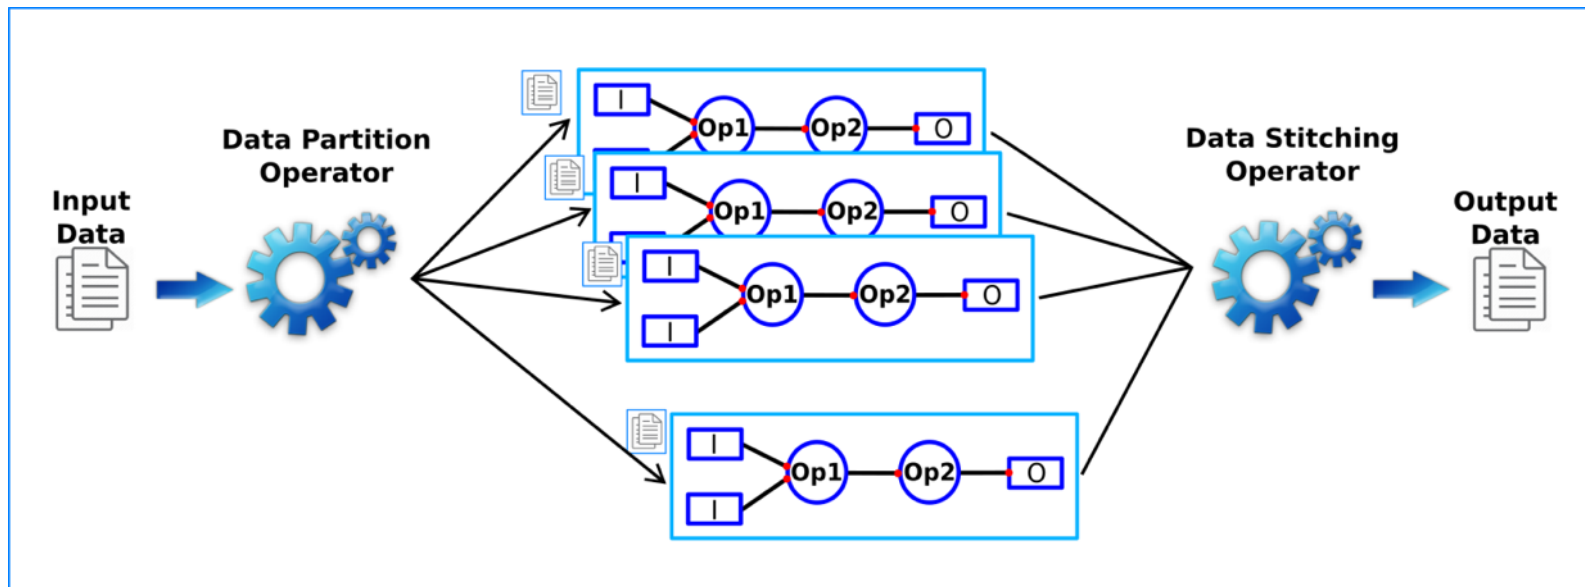 Input
Data
Data Partition
Operator
I
Op1
Op2
O
I
Op1
Op2
O
I
I
Op1
Op2
O
I
I
Op1
Op2
O
Data Stitching
Operator
Output
Data